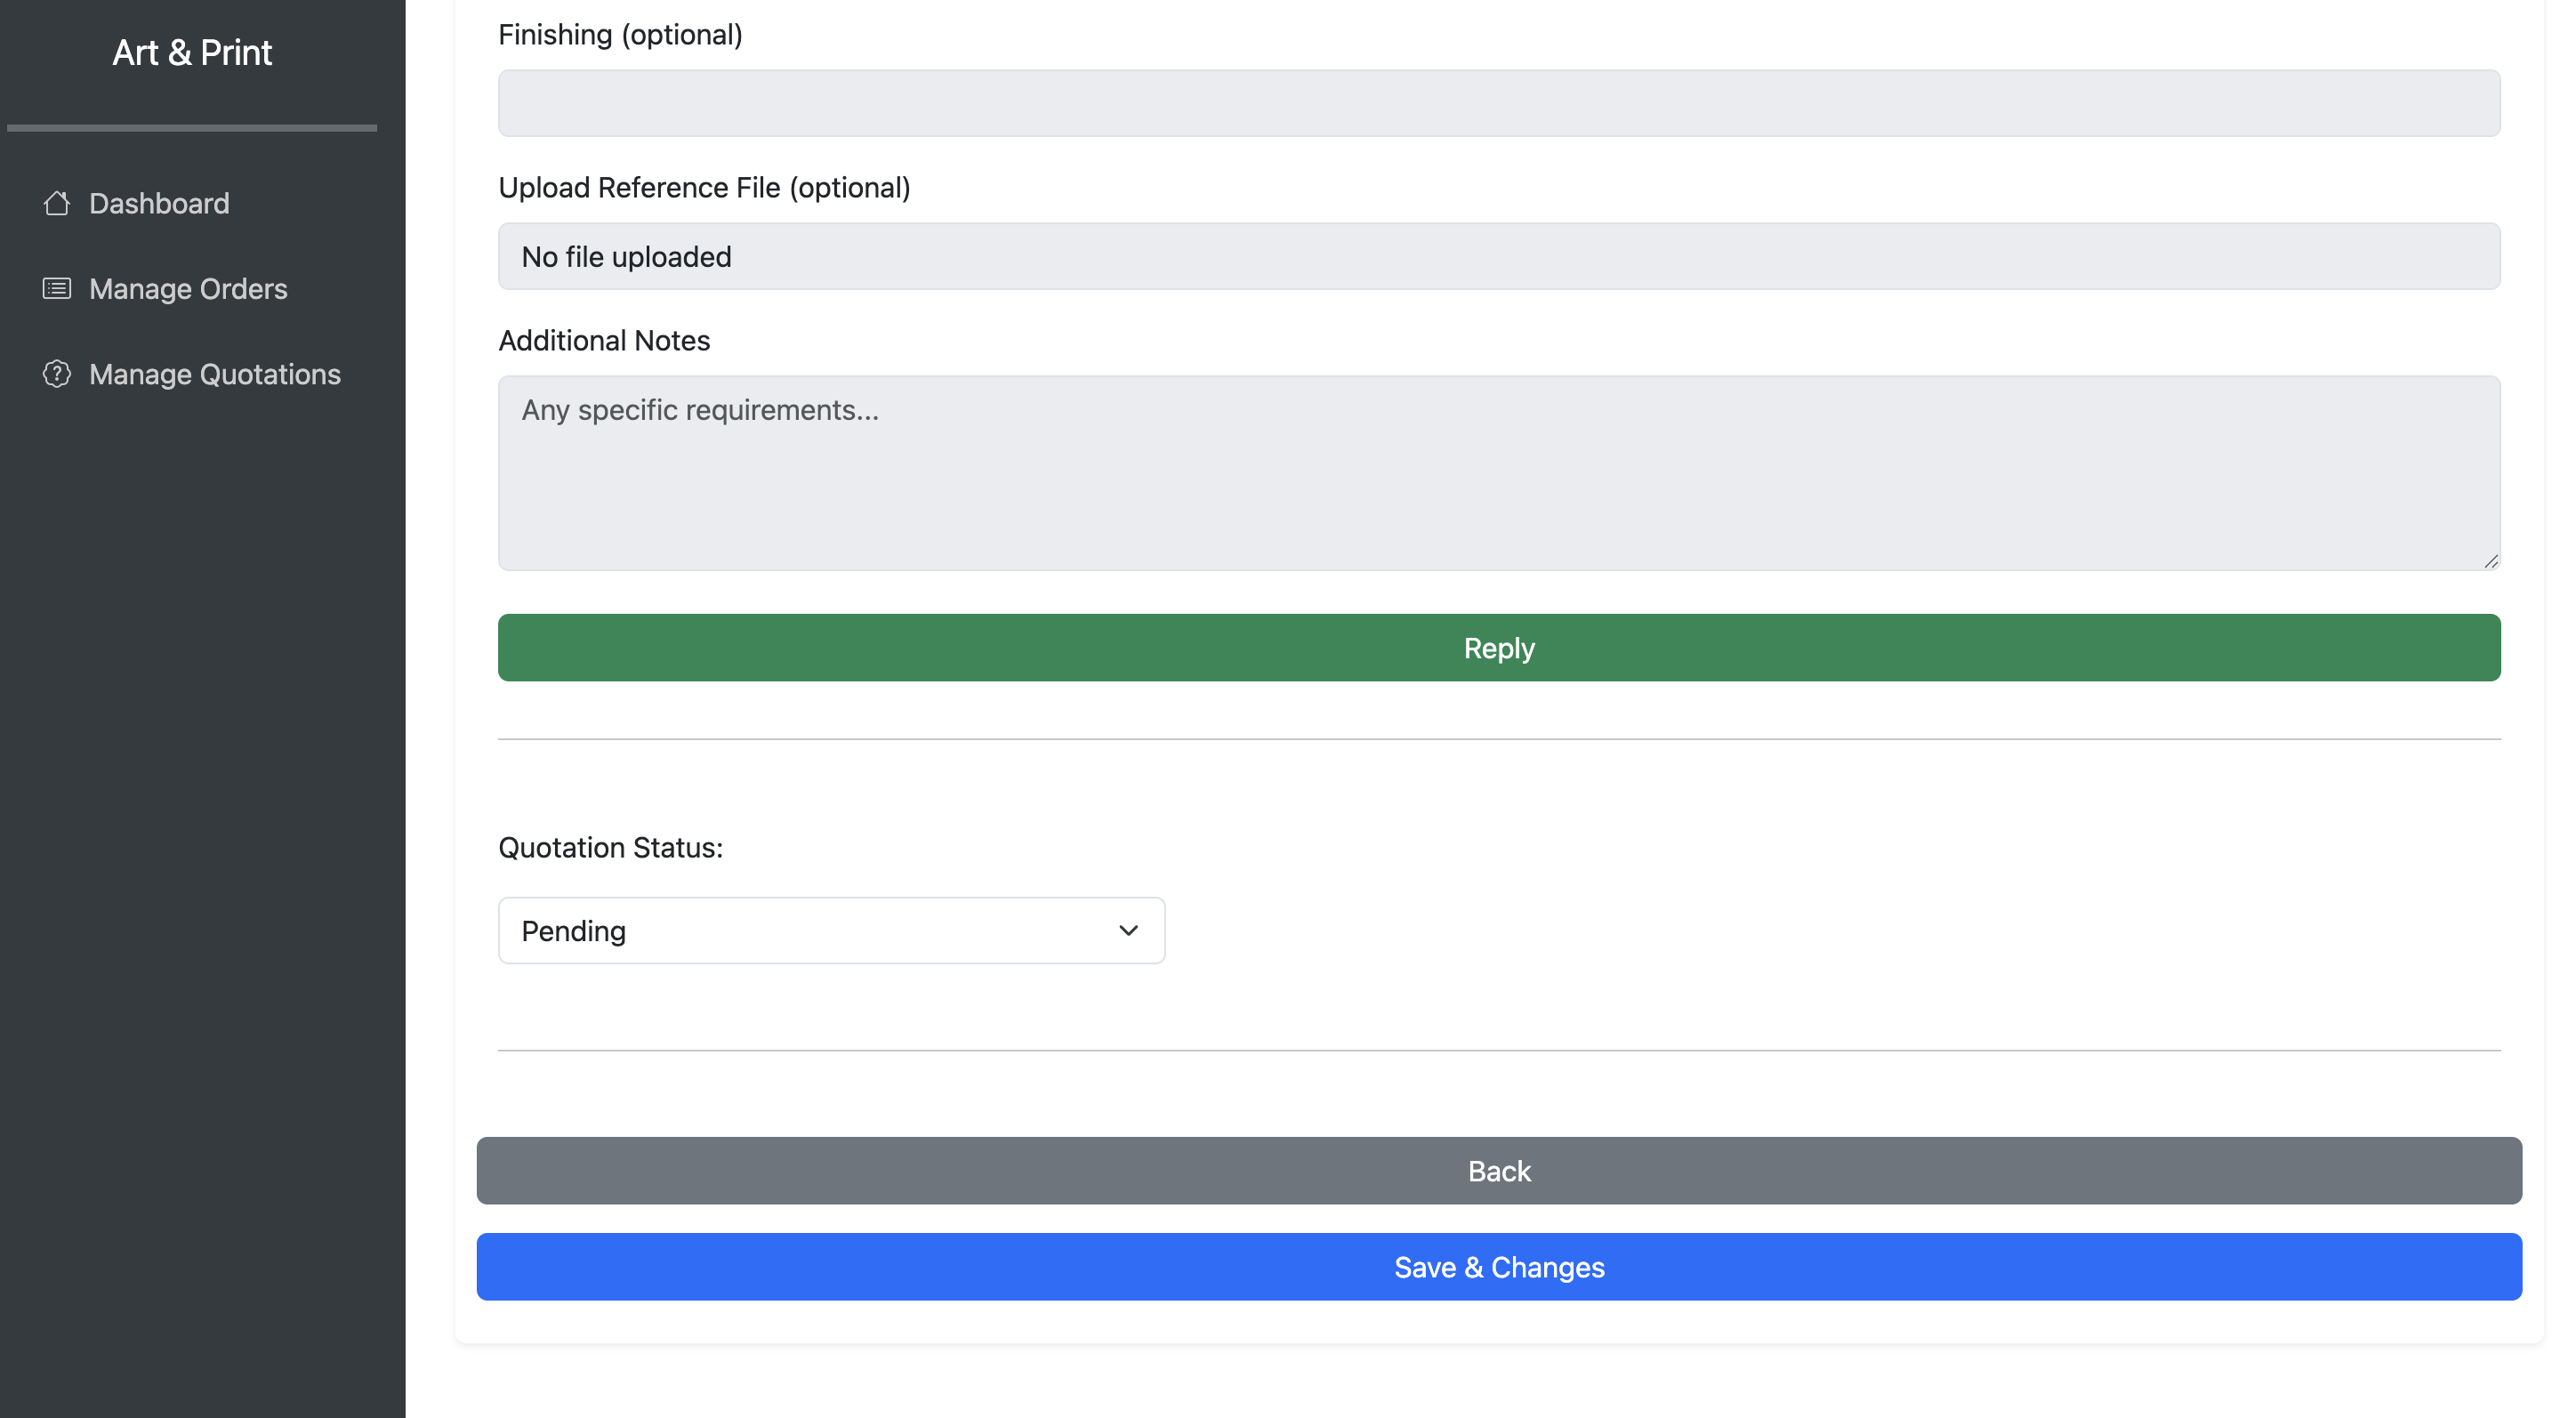 Art & Print
Dashboard
Manage Orders
Manage Quotations
Finishing (optional)
Upload Reference File (optional)
No file uploaded
Additional Notes
Any specific requirements...
Reply
Quotation Status:
Pending
Back
Save & Changes